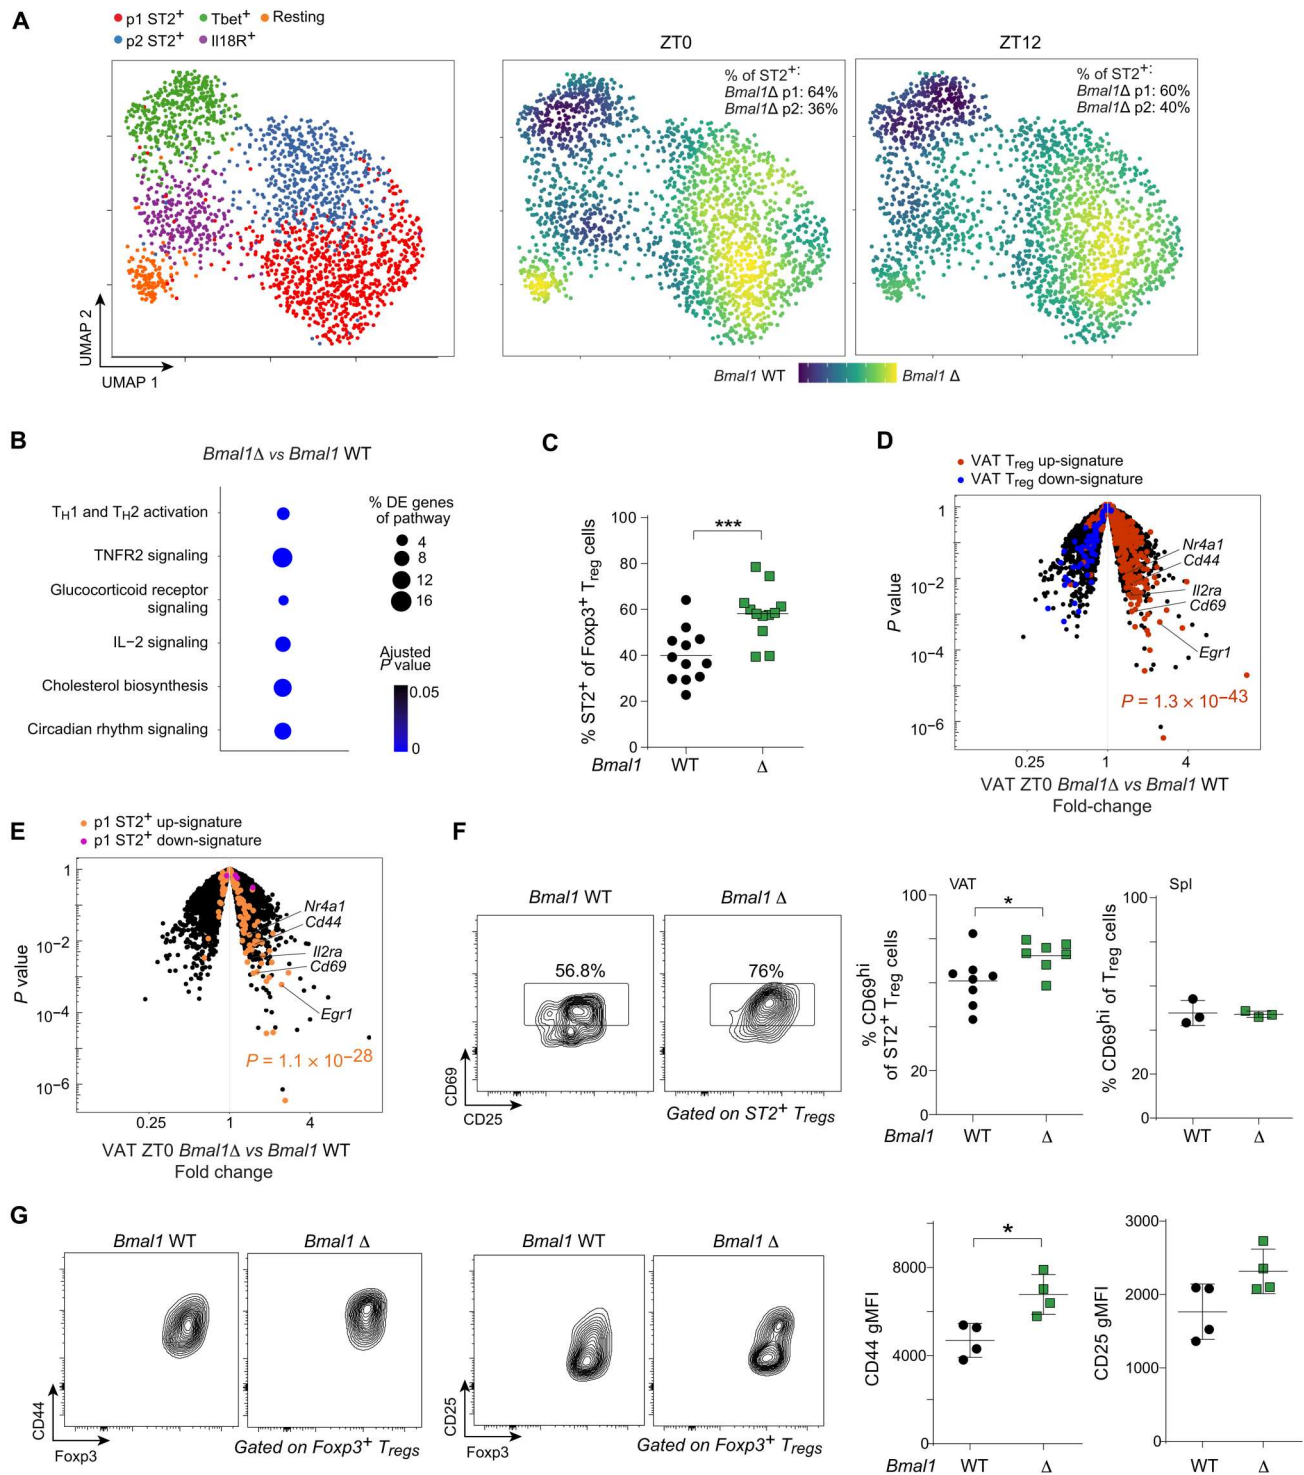 A
p1 ST2+ Tbet+ Resting
p2 ST2+ Il18R+
ZT0
% of ST2+:
Bmal1Δ p1: 64%
Bmal1Δ p2: 36%
ZT12
% of ST2+:
Bmal1Δ p1: 60%
Bmal1Δ p2: 40%
UMAP 2
UMAP 1
Bmal1 WT
Bmal1 Δ
B
Bmal1Δ vs Bmal1 WT
TH1 and TH2 activation
TNFR2 signaling
Glucocorticoid receptor
signaling
IL−2 signaling
Cholesterol biosynthesis
Circadian rhythm signaling
% DE genes
of pathway
4
8
12
16
Ajusted
P value
0.05
0
C
% ST2+ of Foxp3+ Treg cells
100
80
60
40
20
0
***
Bmal1 WT Δ
D
VAT Treg up-signature
VAT Treg down-signature
P value
1
10−2
10−4
10−6
Nr4a1
Cd44
Il2ra
Cd69
Egr1
P = 1.3 × 10−43
0.25 1 4
VAT ZT0 Bmal1Δ vs Bmal1 WT
Fold-change
E
p1 ST2+ up-signature
p1 ST2+ down-signature
P value
1
10−2
10−4
10−6
Nr4a1
Cd44
Il2ra
Cd69
Egr1
P = 1.1 × 10−28
0.25 1 4
VAT ZT0 Bmal1Δ vs Bmal1 WT
Fold change
F
Bmal1 WT
Bmal1 Δ
56.8%
76%
CD69
CD25
Gated on ST2+ Tregs
VAT
% CD69hi
of ST2+ Treg cells
100
20
0
*
Bmal1 WT Δ
Spl
% CD69hi of Treg cells
100
20
0
WT Δ
G
Bmal1 WT
Bmal1 Δ
CD44
Foxp3
Gated on Foxp3+ Tregs
Bmal1 WT
Bmal1 Δ
CD25
Foxp3
Gated on Foxp3+ Tregs
CD44 gMFI
8000
4000
0
*
Bmal1 WT Δ
CD25 gMFI
3000
2000
1000
0
WT Δ